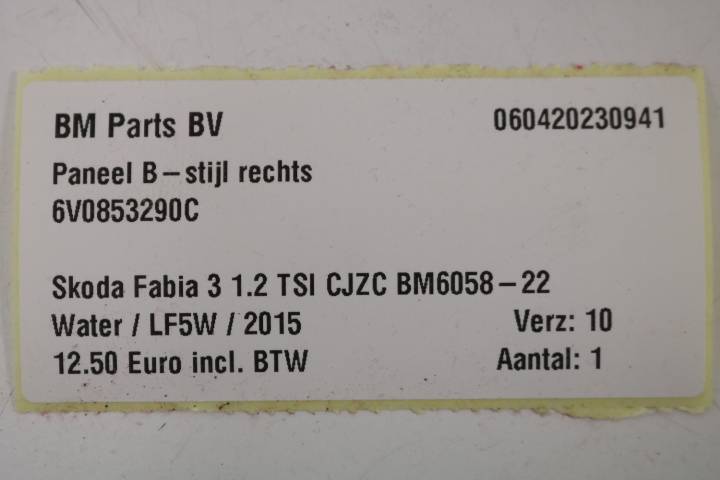 BM Parts BV 060420230941
Paneel B-stijl rechts
6V0853290C
Skoda Fabia 3 1.2 TSI CJZC BM6058-22
Water / LF5W / 2015 Verz: 10
12.50 Euro incl. BTW Aantal: 1